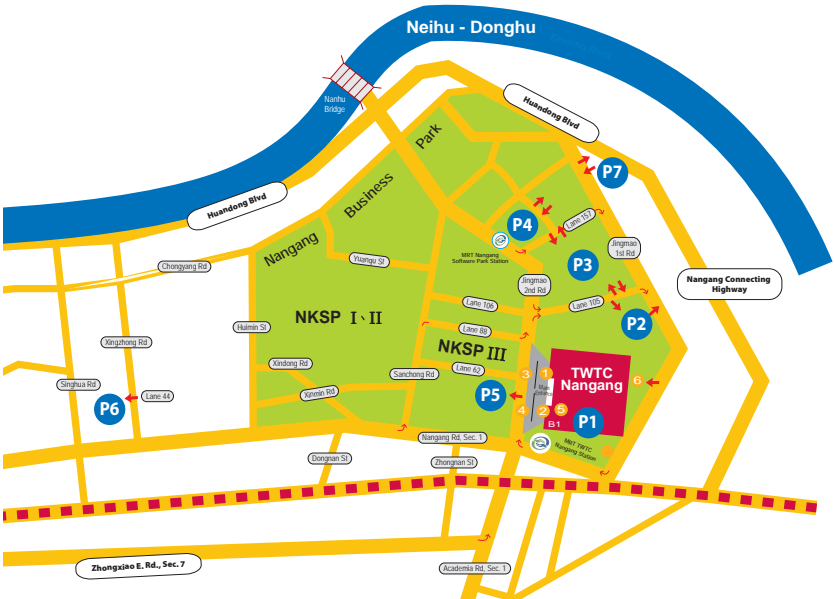 Neihu - Donghu
Nanhu
Bridge
Huandong Blvd
P7
Park
Business
Nangang
Huandong Blvd
P4
Lane 157
MRT Nangang
Software Park Station
Jingmao
1st Rd
P3
Chongyang Rd
Yuangu St
Jingmao
2nd Rd
Nangang Connecting
Highway
Lane 106
Lane 105
NKSP I、II
Huimin St
Lane 88
P2
Xingzhong Rd
NKSP III
TWTC
Nangang
Xindong Rd
Sanchong Rd
Lane 62
3
1
6
Main
Entrance
Singhua Rd
Lane 44
P6
Xinmin Rd
P5
4
2
5
P1
B1
Nangang Rd, Sec. 1
MRT TWTC
Nangang Station
Dongnan St
Zhongnan St
Zhongxiao E. Rd., Sec. 7
Academia Rd, Sec. 1